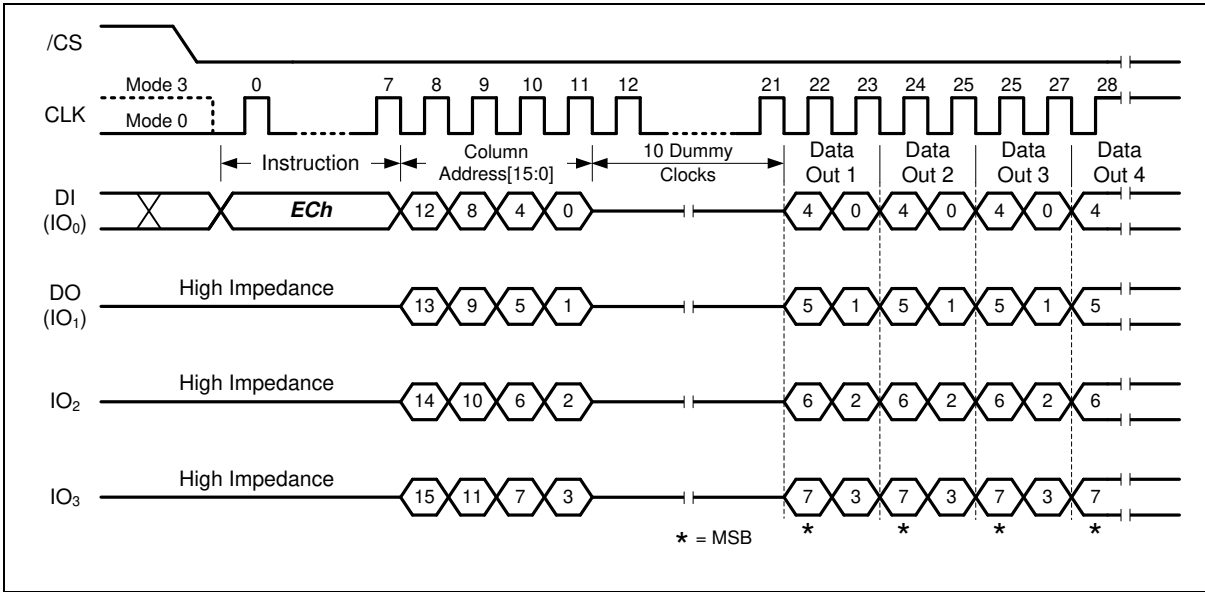 /CS
Mode 3 0 7 8 9 10 11 12 21 22 23 24 25 25 27 28
CLK
Mode 0
Instruction Column Address[15:0] 10 Dummy Clocks Data Out 1 Data Out 2 Data Out 3 Data Out 4
DI (IO0) ECh 12 8 4 0 4 0 4 0 4 0 4
DO (IO1) High Impedance 13 9 5 1 5 1 5 1 5 1 5
IO2 High Impedance 14 10 6 2 6 2 6 2 6 2 6
IO3 High Impedance 15 11 7 3 7 3 7 3 7 3 7
* = MSB * * * *